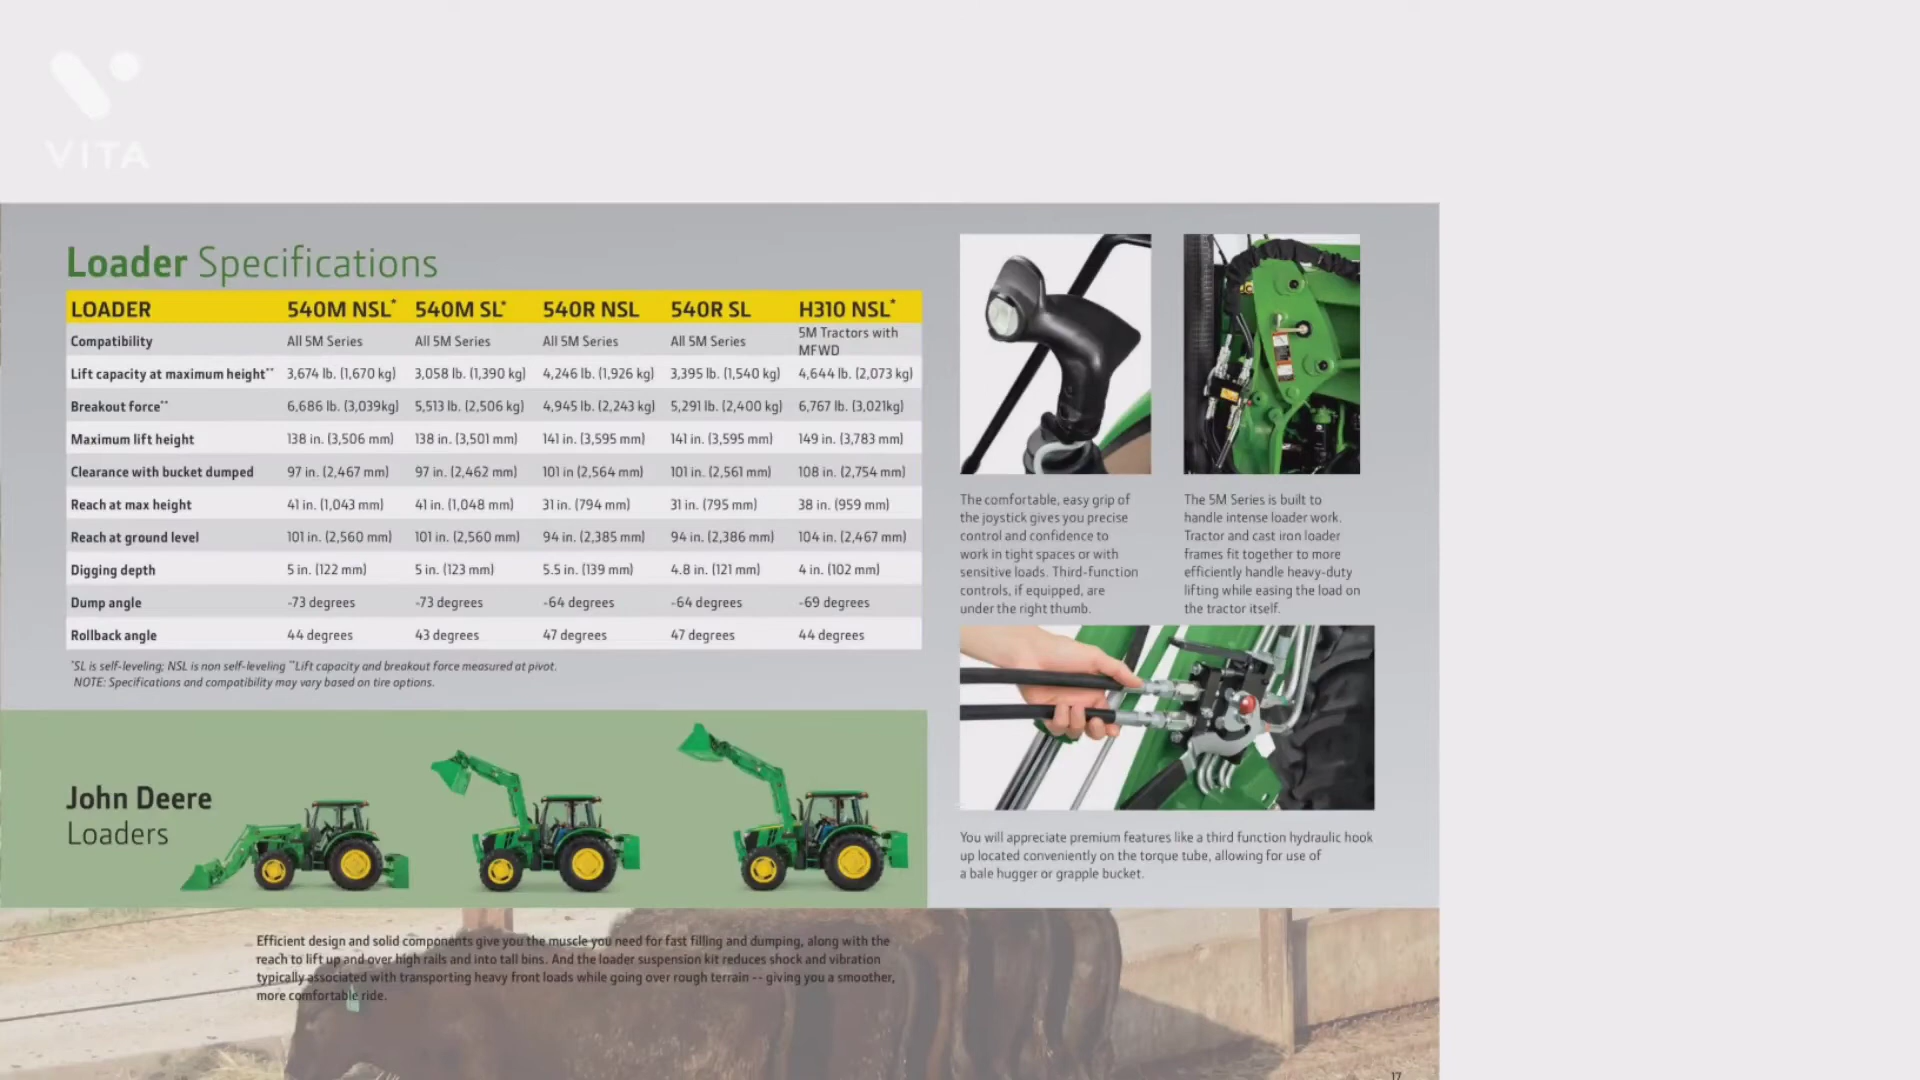 VITA
Loader Specifications
LOADER 540M NSL* 540M SL* 540R NSL 540R SL H310 NSL*
Compatibility All 5M Series All 5M Series All 5M Series All 5M Series 5M Tractors with MFWD
Lift capacity at maximum height** 3,674 lb. (1,670 kg) 3,058 lb. (1,390 kg) 4,246 lb. (1,926 kg) 3,395 lb. (1,540 kg) 4,644 lb. (2,073 kg)
Breakout force** 6,686 lb. (3,039kg) 5,513 lb. (2,506 kg) 4,945 lb. (2,243 kg) 5,291 lb. (2,400 kg) 6,767 lb. (3,021kg)
Maximum lift height 138 in. (3,506 mm) 138 in. (3,501 mm) 141 in. (3,595 mm) 141 in. (3,595 mm) 149 in. (3,783 mm)
Clearance with bucket dumped 97 in. (2,467 mm) 97 in. (2,462 mm) 101 in (2,564 mm) 101 in. (2,561 mm) 108 in. (2,754 mm)
Reach at max height 41 in. (1,043 mm) 41 in. (1,048 mm) 31 in. (794 mm) 31 in. (795 mm) 38 in. (959 mm)
Reach at ground level 101 in. (2,560 mm) 101 in. (2,560 mm) 94 in. (2,385 mm) 94 in. (2,386 mm) 104 in. (2,467 mm)
Digging depth 5 in. (122 mm) 5 in. (123 mm) 5.5 in. (139 mm) 4.8 in. (121 mm) 4 in. (102 mm)
Dump angle -73 degrees -73 degrees -64 degrees -64 degrees -69 degrees
Rollback angle 44 degrees 43 degrees 47 degrees 47 degrees 44 degrees
*SL is self-leveling; NSL is non self-leveling **Lift capacity and breakout force measured at pivot.
NOTE: Specifications and compatibility may vary based on tire options.
The comfortable, easy grip of
the joystick gives you precise
control and confidence to
work in tight spaces or with
sensitive loads. Third-function
controls, if equipped, are
under the right thumb.
The 5M Series is built to
handle intense loader work.
Tractor and cast iron loader
frames fit together to more
efficiently handle heavy-duty
lifting while easing the load on
the tractor itself.
John Deere
Loaders
You will appreciate premium features like a third function hydraulic hook
up located conveniently on the torque tube, allowing for use of
a bale hugger or grapple bucket.
Efficient design and solid components give you the muscle you need for fast filling and dumping, along with the
reach to lift up and over high rails and into tall bins. And the loader suspension kit reduces shock and vibration
typically associated with transporting heavy front loads while going over rough terrain -- giving you a smoother,
more comfortable ride.
17